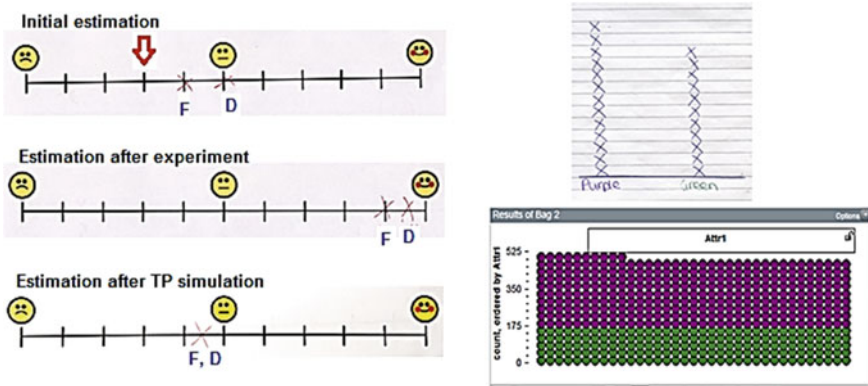 Initial estimation
F
D
Estimation after experiment
F
D
Estimation after TP simulation
F, D
Purple
Green
Results of Bag 2
Options
Attr1
count, ordered by Attr1
525
350
175
0